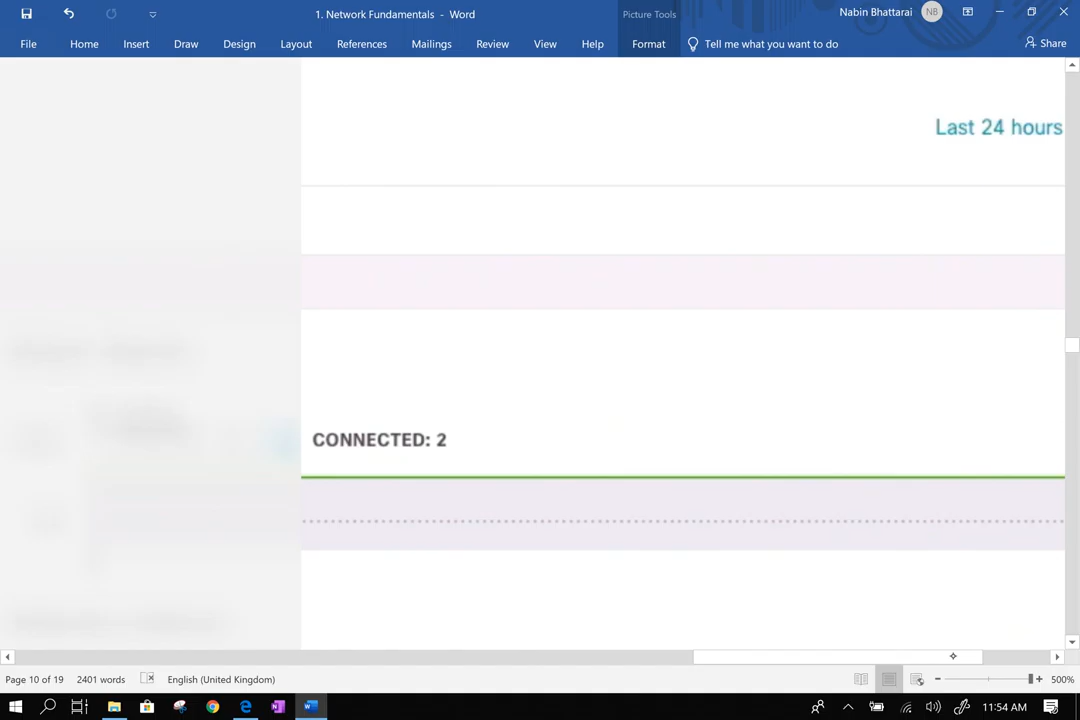 1. Network Fundamentals - Word
Picture Tools
Nabin Bhattarai
NB
File
Home
Insert
Draw
Design
Layout
References
Mailings
Review
View
Help
Format
Tell me what you want to do
Share
Last 24 hours
CONNECTED: 2
Page 10 of 19
2401 words
English (United Kingdom)
500%
11:54 AM